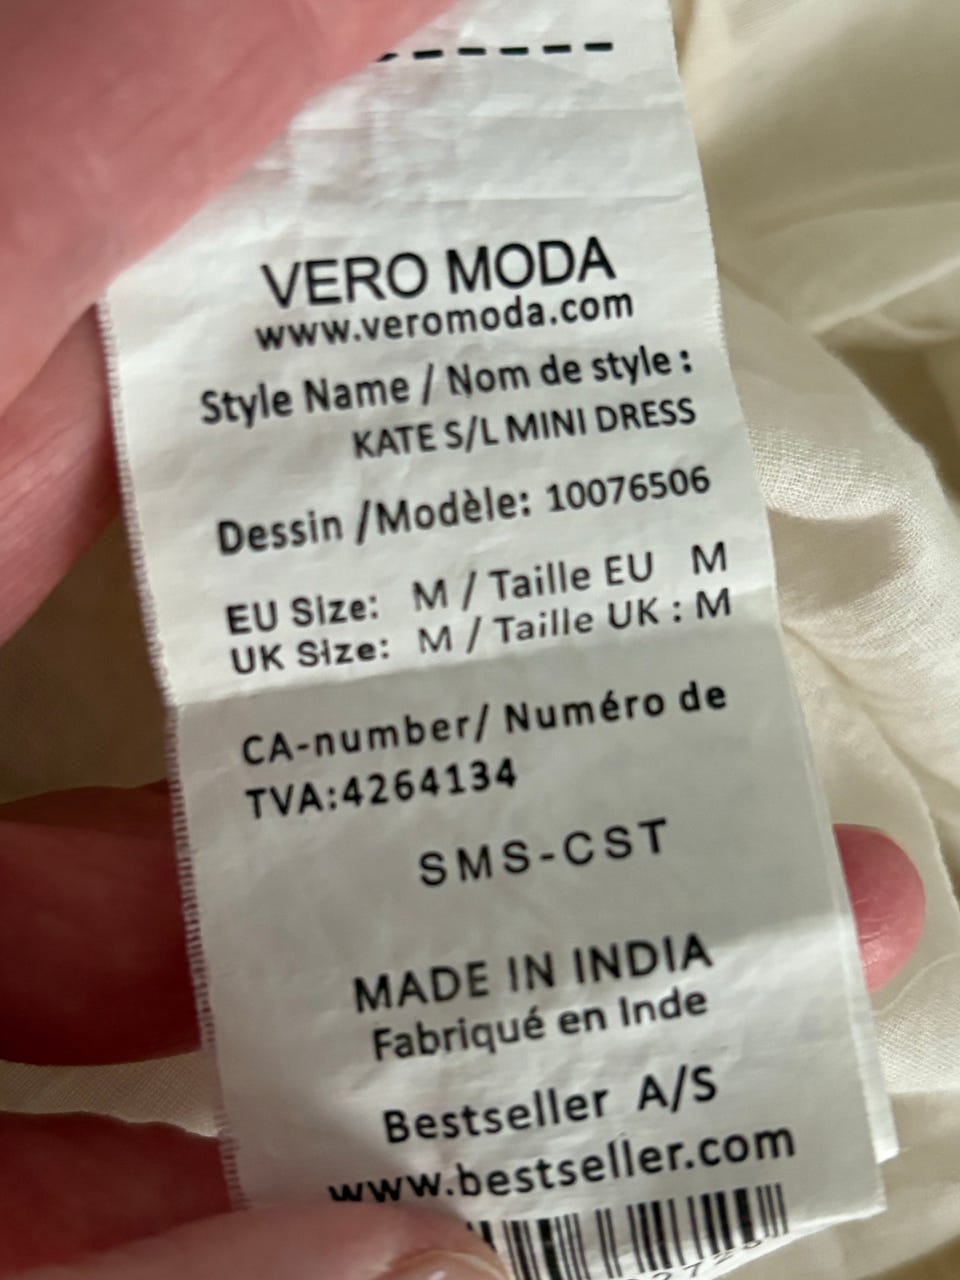 VERO MODA
www.veromoda.com
Style Name / Nom de style :
KATE S/L MINI DRESS
Dessin /Modèle: 10076506
EU Size: M / Taille EU M
UK Size: M / Taille UK : M
CA-number/ Numéro de
TVA:4264134
SMS-CST
MADE IN INDIA
Fabriqué en Inde
Bestseller A/S
www.bestseller.com